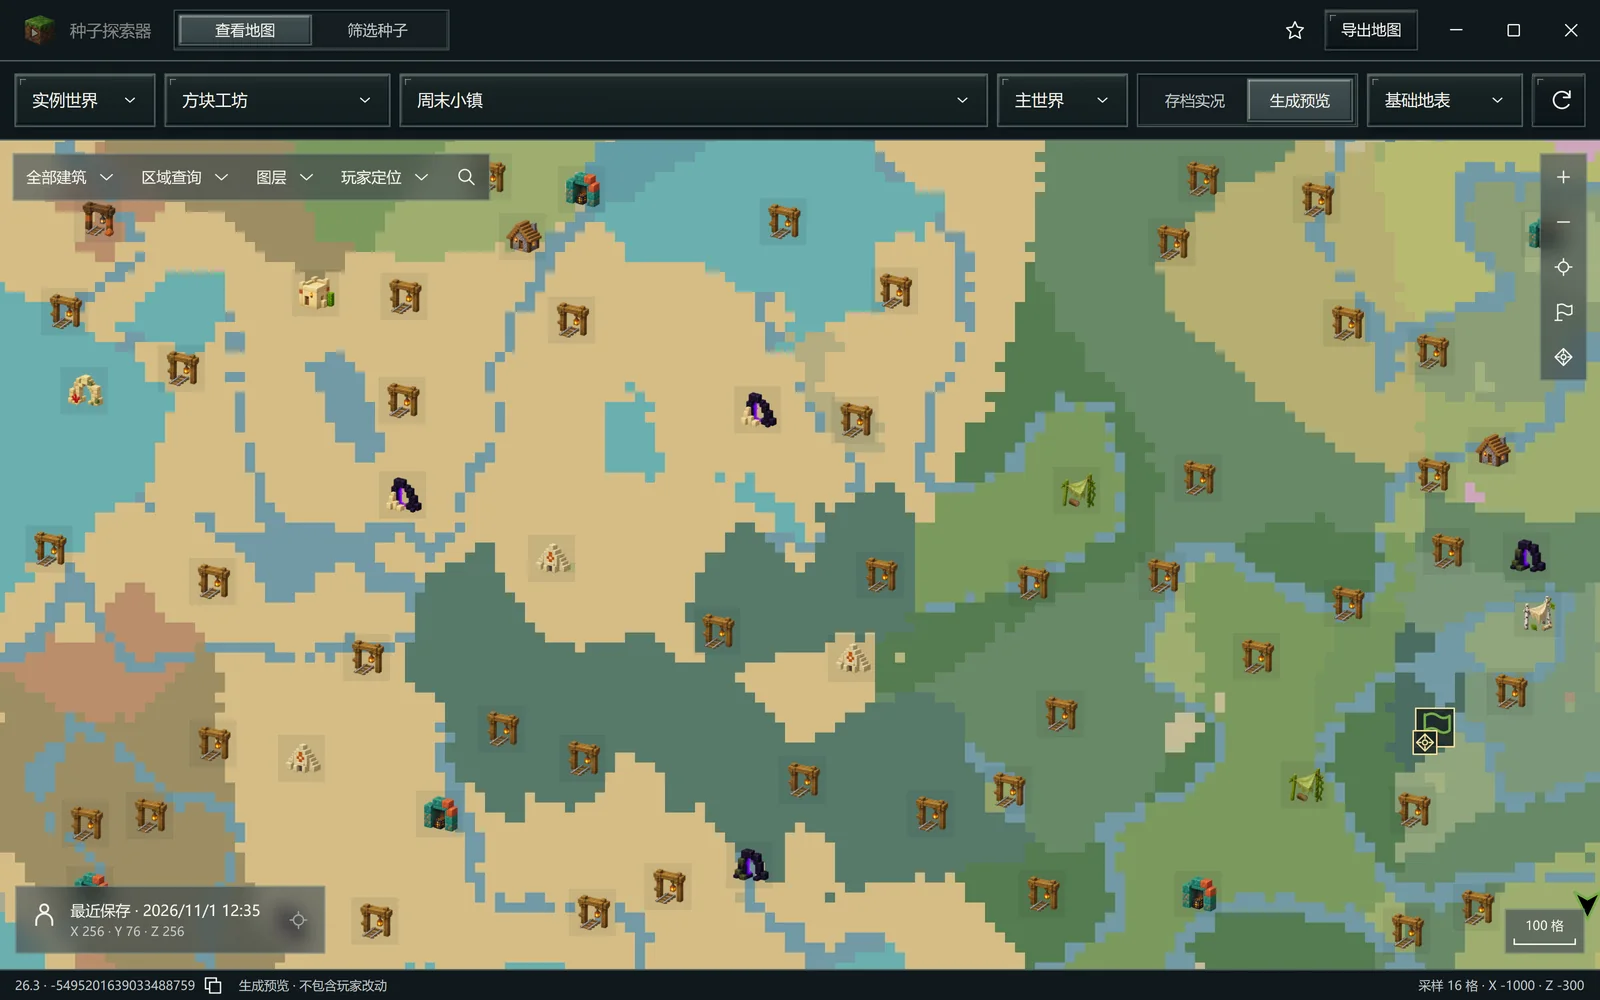 种子探索器
查看地图
筛选种子
导出地图
实例世界
方块工坊
周末小镇
主世界
存档实况
生成预览
基础地表
全部建筑
区域查询
图层
玩家定位
最近保存 · 2026/11/1 12:35
X 256 · Y 76 · Z 256
100 格
26.3 · -5495201639033488759
生成预览 · 不包含玩家改动
采样 16 格 · X -1000 · Z -300